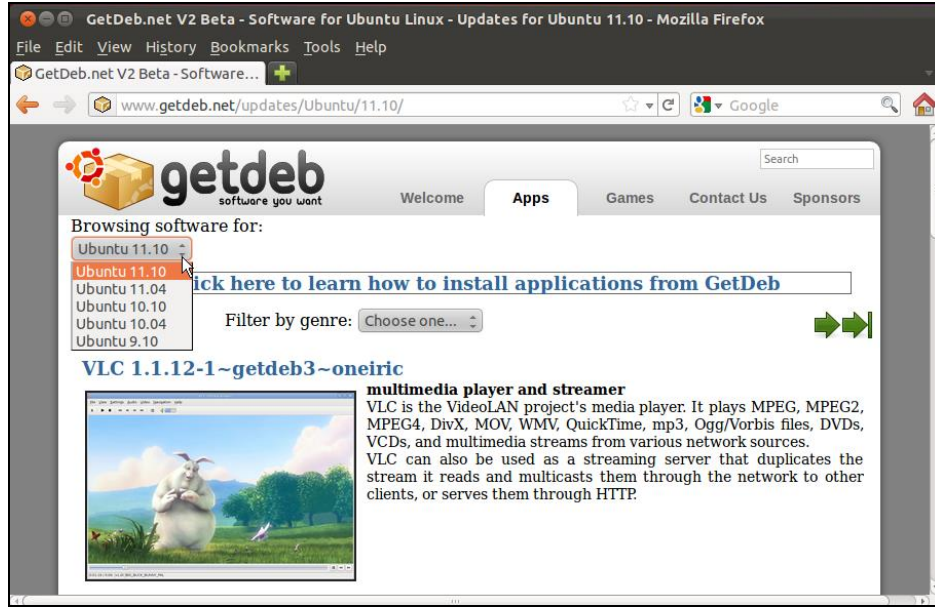 GetDeb.net V2 Beta - Software for Ubuntu Linux - Updates for Ubuntu 11.10 - Mozilla Firefox
File Edit View History Bookmarks Tools Help
GetDeb.net V2 Beta - Software...
www.getdeb.net/updates/Ubuntu/11.10/
Google
getdeb
software you want
Search
Welcome Apps Games Contact Us Sponsors
Browsing software for:
Ubuntu 11.10
Ubuntu 11.10
Ubuntu 11.04
Ubuntu 10.10
Ubuntu 10.04
Ubuntu 9.10
ick here to learn how to install applications from GetDeb
Filter by genre: Choose one...
VLC 1.1.12-1~getdeb3~oneiric
multimedia player and streamer
VLC is the VideoLAN project's media player. It plays MPEG, MPEG2,
MPEG4, DivX, MOV, WMV, QuickTime, mp3, Ogg/Vorbis files, DVDs,
VCDs, and multimedia streams from various network sources.
VLC can also be used as a streaming server that duplicates the
stream it reads and multicasts them through the network to other
clients, or serves them through HTTP.